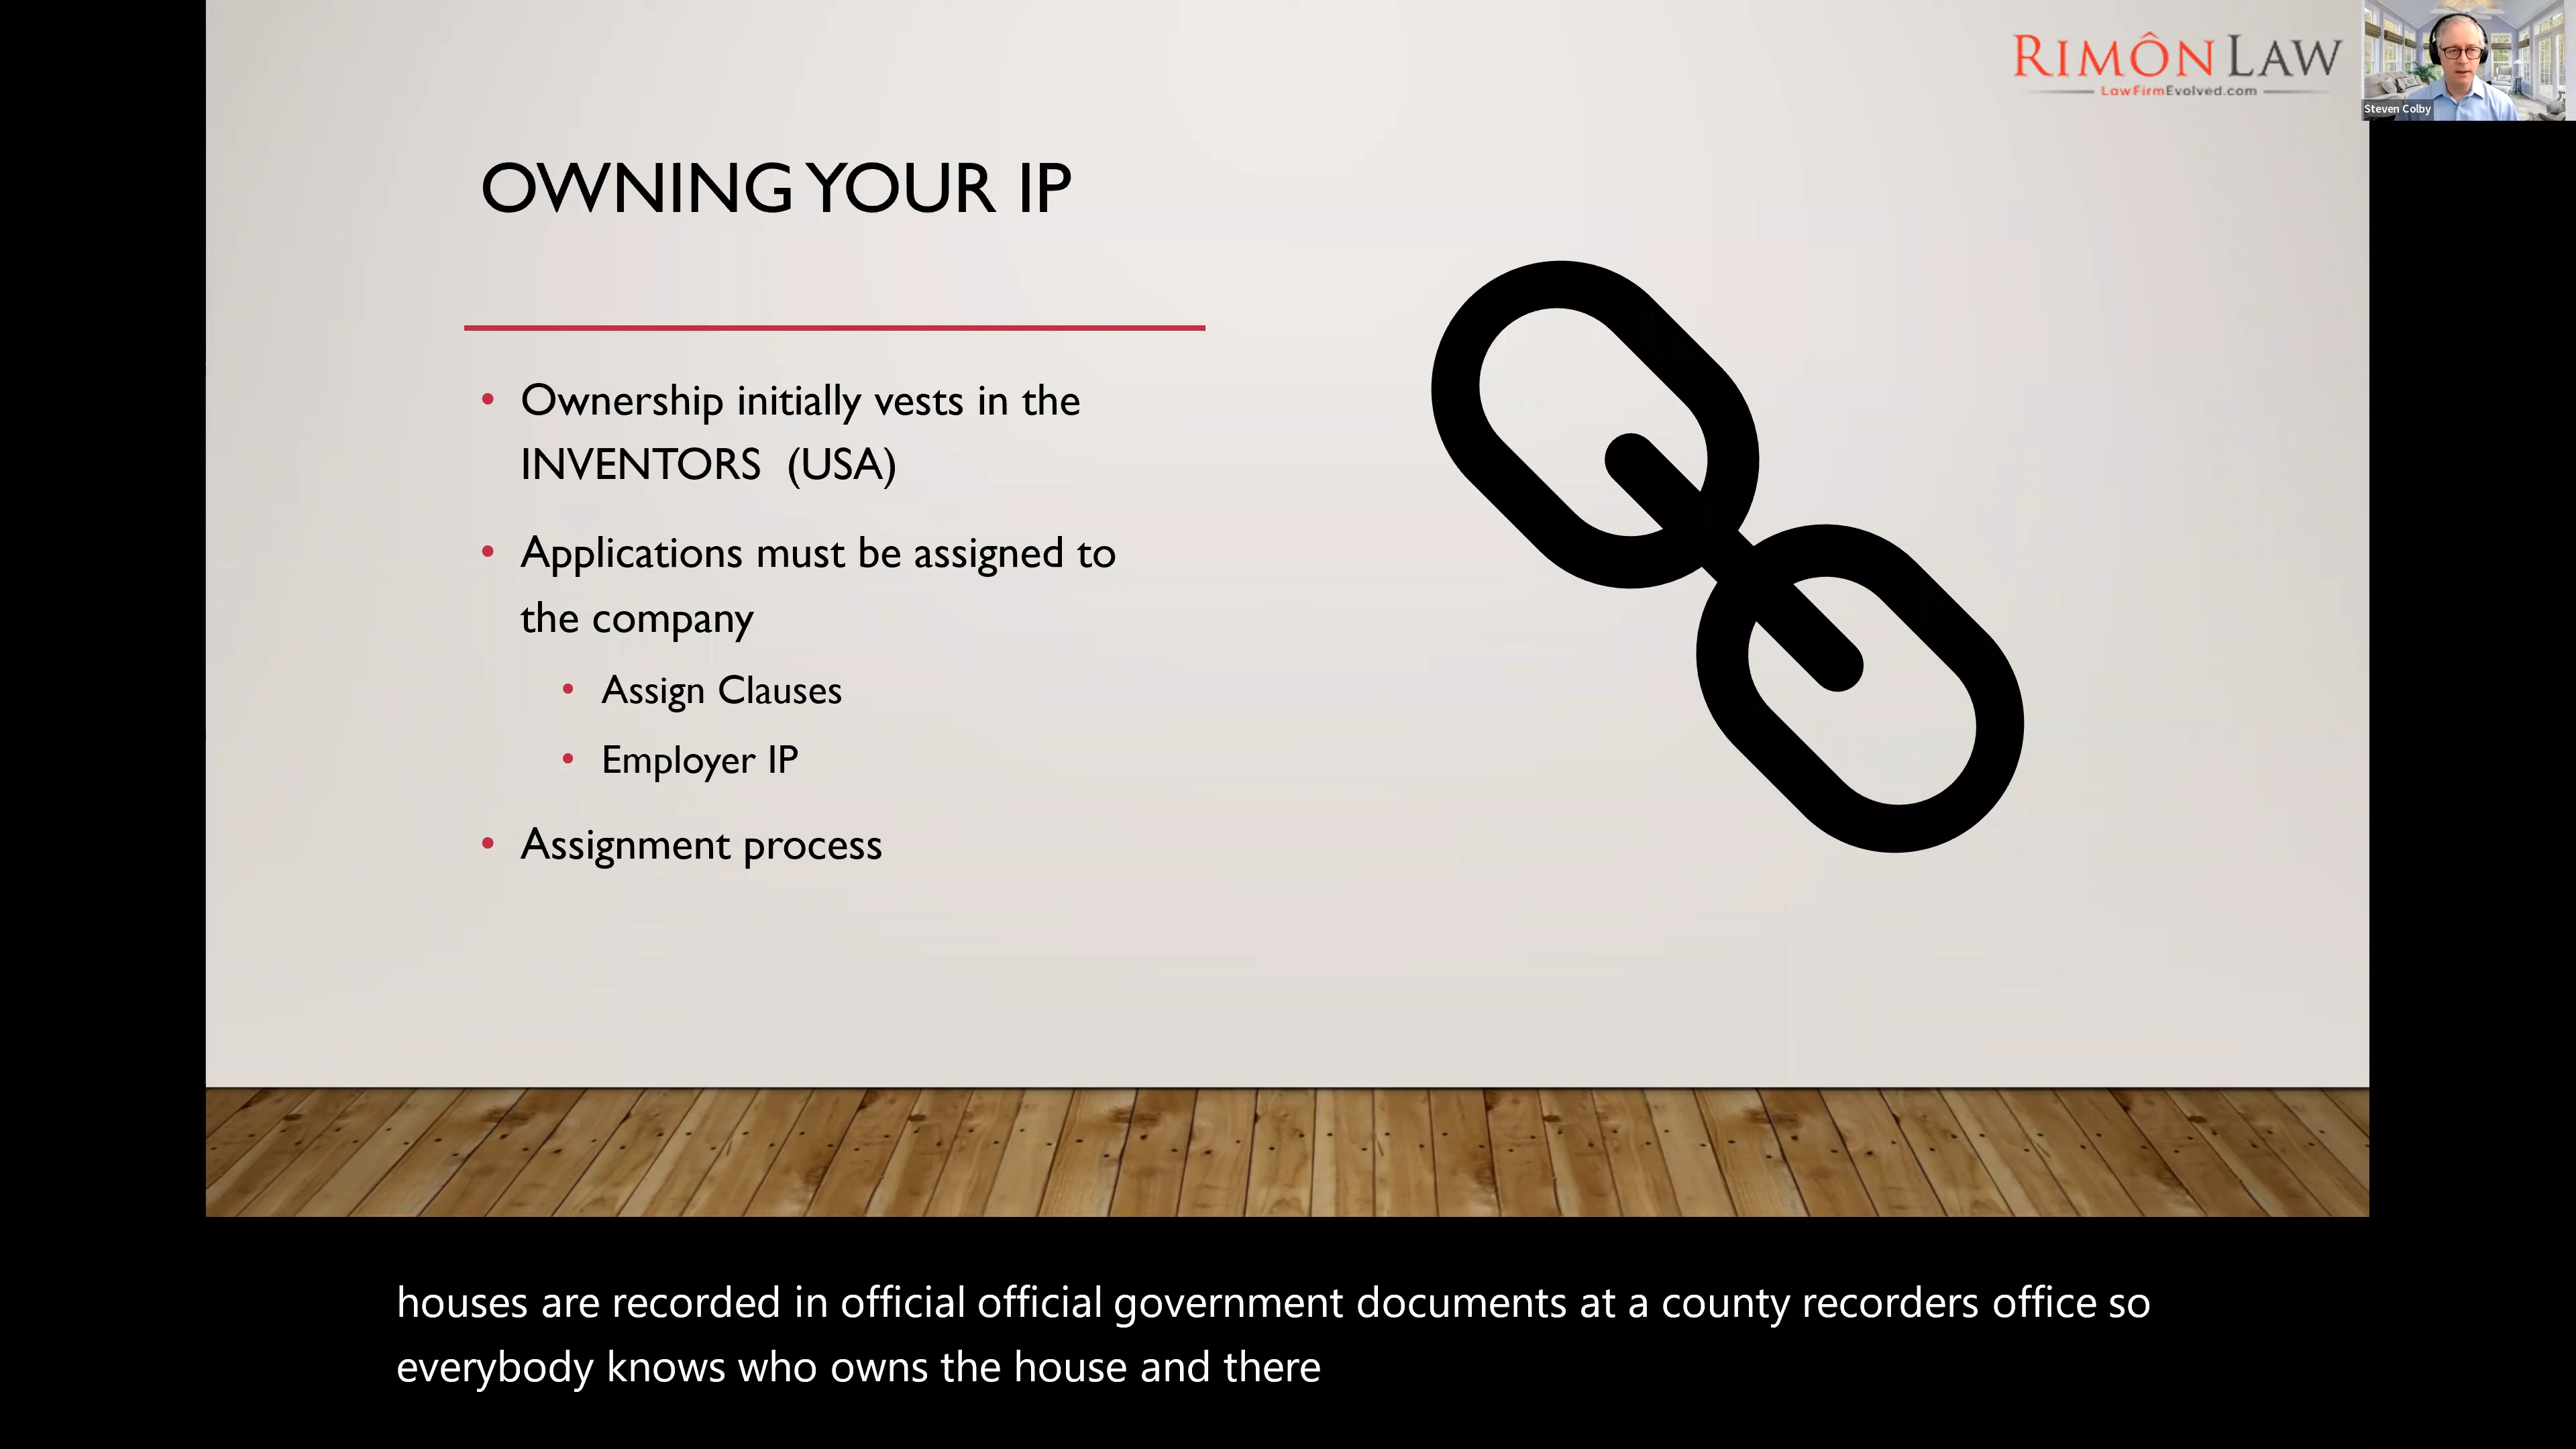 RIMÔN LAW
LawFirmEvolved.com
Steven Colby
OWNING YOUR IP
• Ownership initially vests in the
INVENTORS (USA)
• Applications must be assigned to
the company
• Assign Clauses
• Employer IP
• Assignment process
houses are recorded in official official government documents at a county recorders office so
everybody knows who owns the house and there